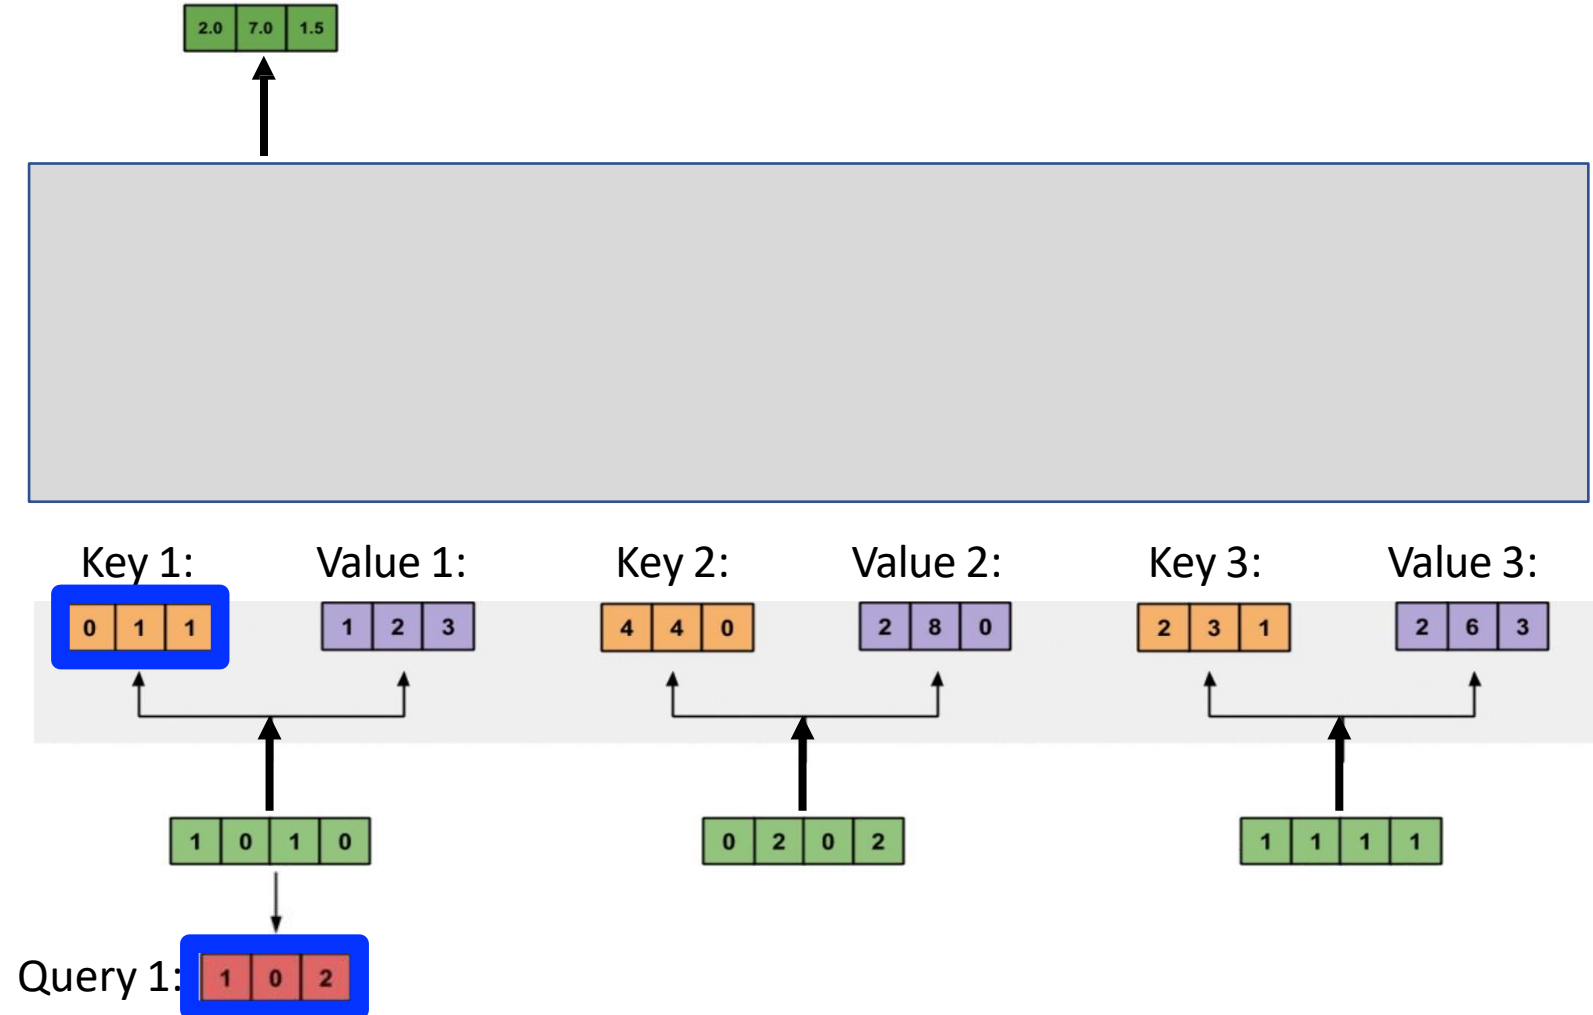 2.0 7.0 1.5
Key 1: Value 1: Key 2: Value 2: Key 3: Value 3:
0 1 1 1 2 3 4 4 0 2 8 0 2 3 1 2 6 3
1 0 1 0 0 2 0 2 1 1 1 1
Query 1: 1 0 2